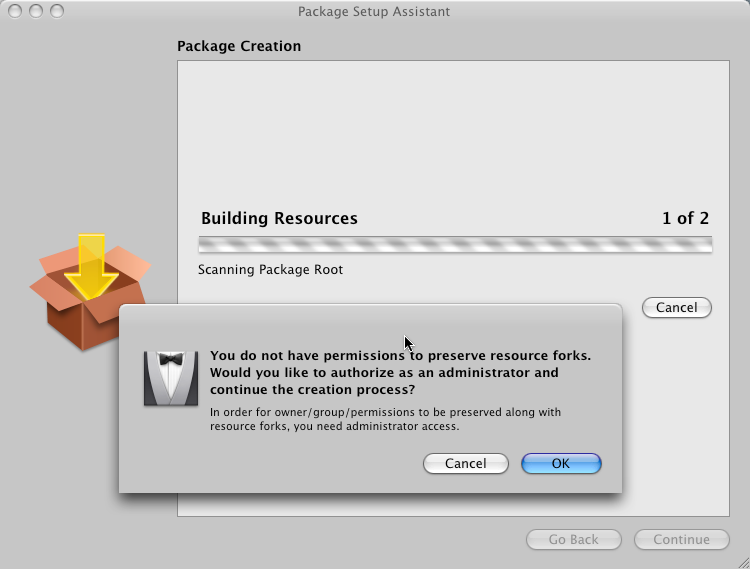 Package Setup Assistant
Package Creation
Building Resources 1 of 2
Scanning Package Root
Cancel
You do not have permissions to preserve resource forks.
Would you like to authorize as an administrator and
continue the creation process?
In order for owner/group/permissions to be preserved along with
resource forks, you need administrator access.
Cancel OK
Go Back Continue